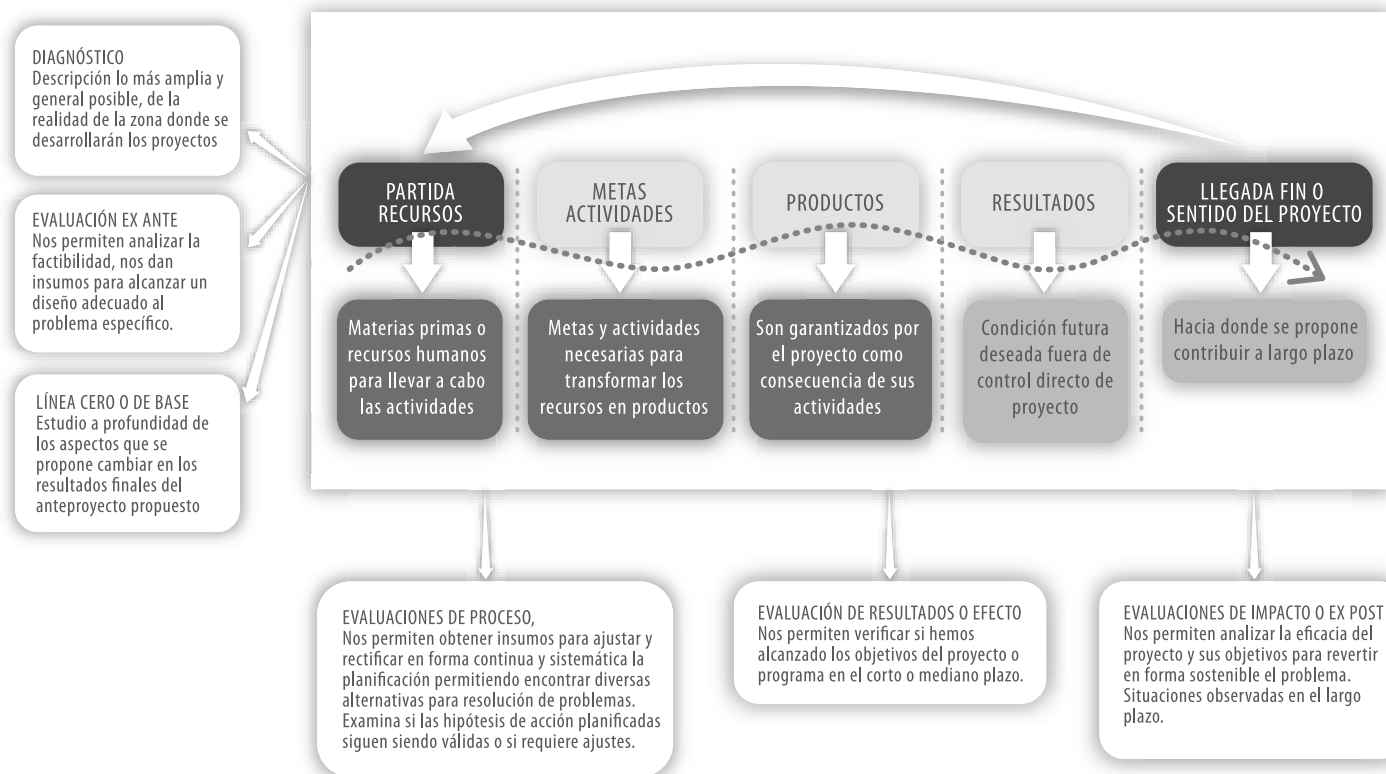 DIAGNÓSTICO
Descripción lo más amplia y
general posible, de la
realidad de la zona donde se
desarrollarán los proyectos
EVALUACIÓN EX ANTE
Nos permiten analizar la
factibilidad, nos dan
insumos para alcanzar un
diseño adecuado al
problema específico.
LÍNEA CERO O DE BASE
Estudio a profundidad de
los aspectos que se
propone cambiar en los
resultados finales del
anteproyecto propuesto
PARTIDA
RECURSOS
METAS
ACTIVIDADES
PRODUCTOS
RESULTADOS
LLEGADA FIN O
SENTIDO DEL PROYECTO
Materias primas o
recursos humanos
para llevar a cabo
las actividades
Metas y actividades
necesarias para
transformar los
recursos en productos
Son garantizados por
el proyecto como
consecuencia de sus
actividades
Condición futura
deseada fuera de
control directo de
proyecto
Hacia donde se propone
contribuir a largo plazo
EVALUACIONES DE PROCESO,
Nos permiten obtener insumos para ajustar y
rectificar en forma continua y sistemática la
planificación permitiendo encontrar diversas
alternativas para resolución de problemas.
Examina si las hipótesis de acción planificadas
siguen siendo válidas o si requiere ajustes.
EVALUACIÓN DE RESULTADOS O EFECTO
Nos permiten verificar si hemos
alcanzado los objetivos del proyecto o
programa en el corto o mediano plazo.
EVALUACIONES DE IMPACTO O EX POST
Nos permiten analizar la eficacia del
proyecto y sus objetivos para revertir
en forma sostenible el problema.
Situaciones observadas en el largo
plazo.